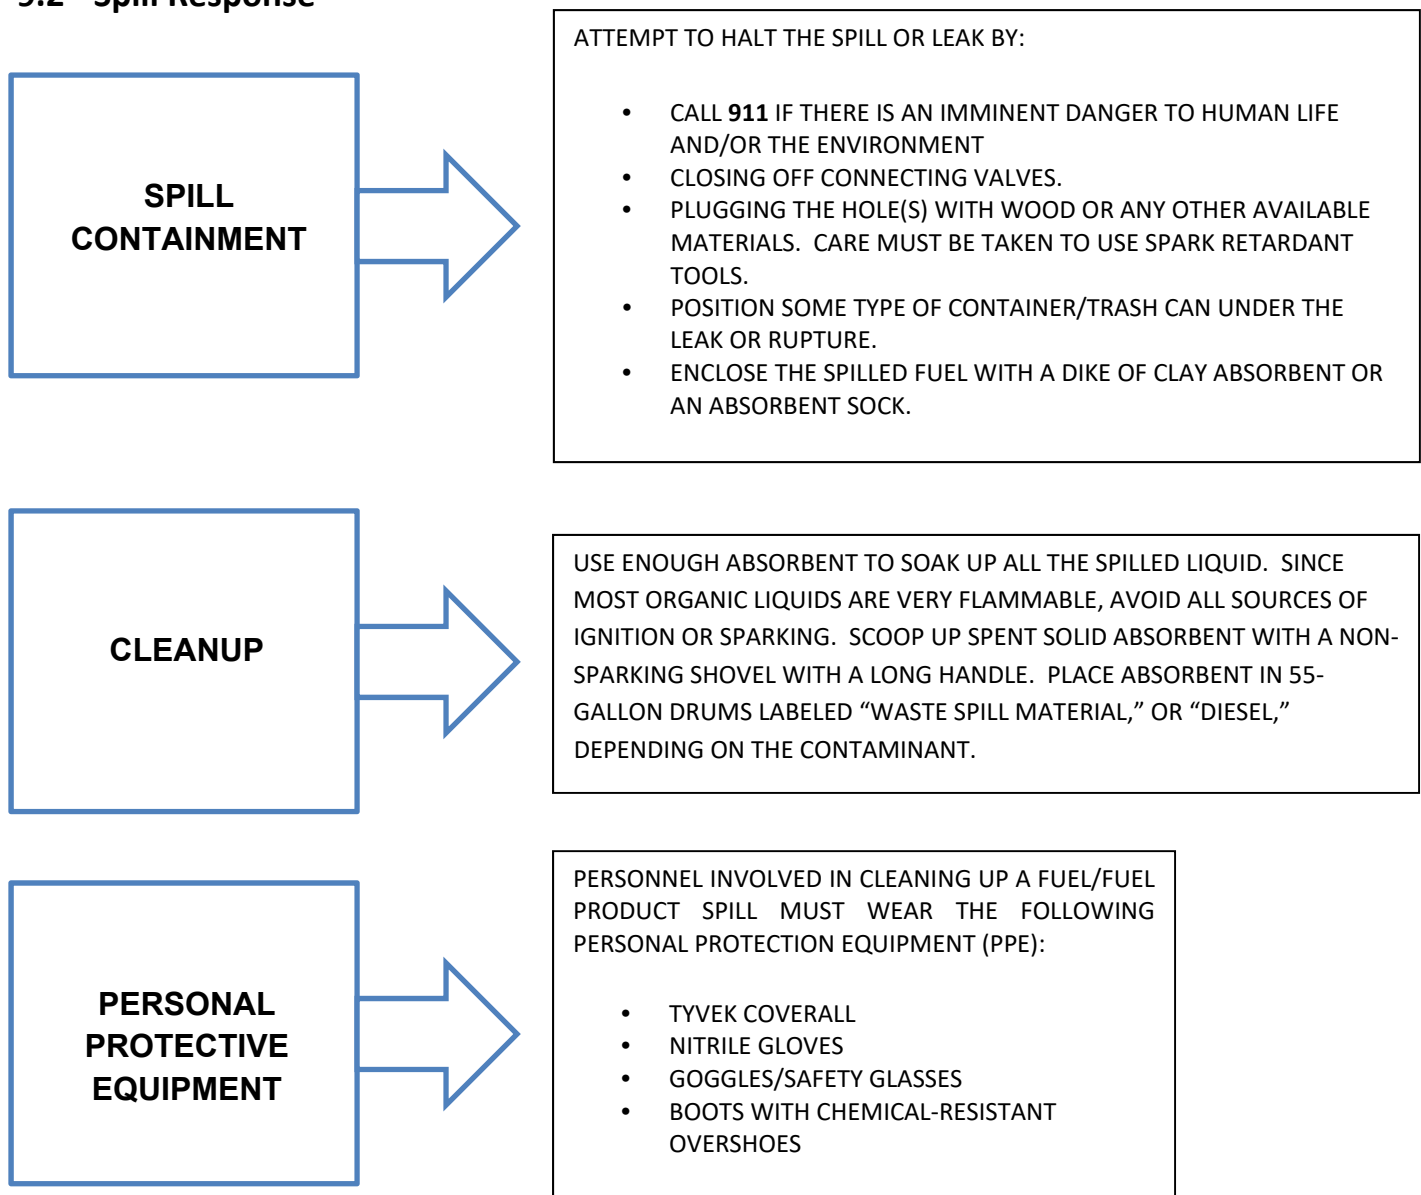 9.2 Spill Response
SPILL
CONTAINMENT
ATTEMPT TO HALT THE SPILL OR LEAK BY:
• CALL 911 IF THERE IS AN IMMINENT DANGER TO HUMAN LIFE
AND/OR THE ENVIRONMENT
• CLOSING OFF CONNECTING VALVES.
• PLUGGING THE HOLE(S) WITH WOOD OR ANY OTHER AVAILABLE
MATERIALS. CARE MUST BE TAKEN TO USE SPARK RETARDANT
TOOLS.
• POSITION SOME TYPE OF CONTAINER/TRASH CAN UNDER THE
LEAK OR RUPTURE.
• ENCLOSE THE SPILLED FUEL WITH A DIKE OF CLAY ABSORBENT OR
AN ABSORBENT SOCK.
CLEANUP
USE ENOUGH ABSORBENT TO SOAK UP ALL THE SPILLED LIQUID. SINCE
MOST ORGANIC LIQUIDS ARE VERY FLAMMABLE, AVOID ALL SOURCES OF
IGNITION OR SPARKING. SCOOP UP SPENT SOLID ABSORBENT WITH A NON-
SPARKING SHOVEL WITH A LONG HANDLE. PLACE ABSORBENT IN 55-
GALLON DRUMS LABELED “WASTE SPILL MATERIAL,” OR “DIESEL,”
DEPENDING ON THE CONTAMINANT.
PERSONAL
PROTECTIVE
EQUIPMENT
PERSONNEL INVOLVED IN CLEANING UP A FUEL/FUEL
PRODUCT SPILL MUST WEAR THE FOLLOWING
PERSONAL PROTECTION EQUIPMENT (PPE):
• TYVEK COVERALL
• NITRILE GLOVES
• GOGGLES/SAFETY GLASSES
• BOOTS WITH CHEMICAL-RESISTANT
OVERSHOES